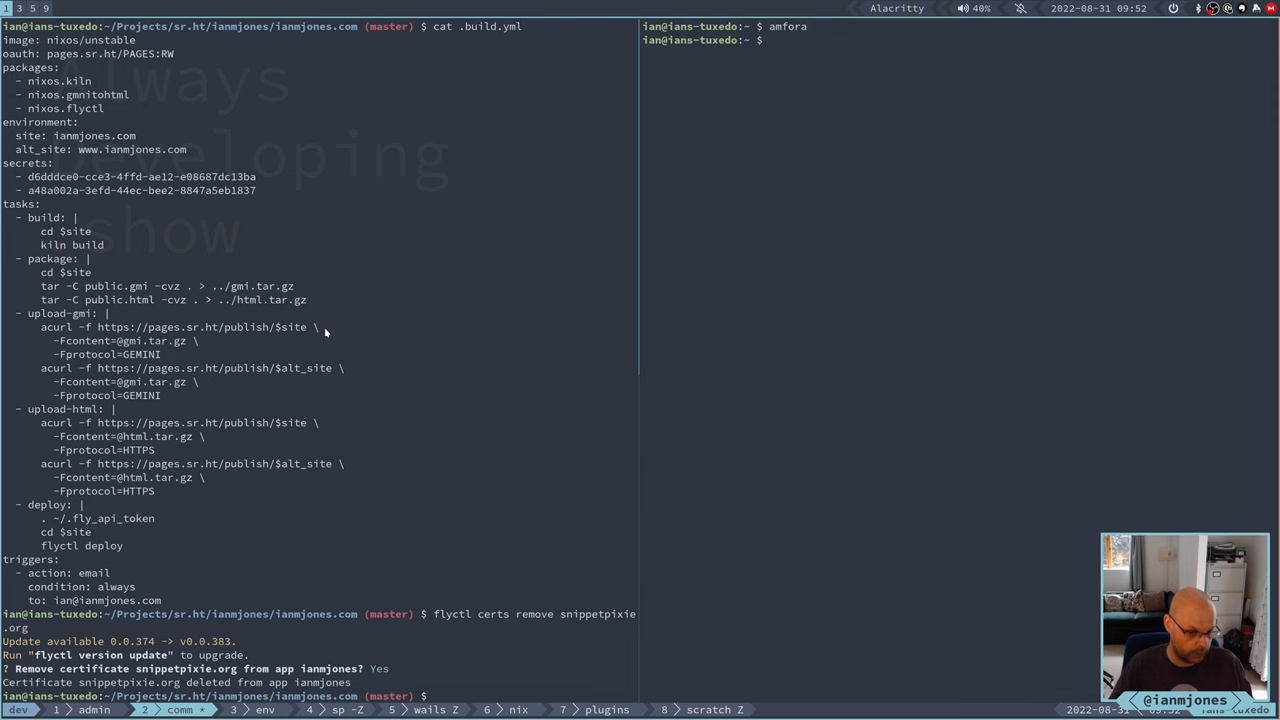 1 3 5 9
Alacritty
40%
2022-08-31 09:52
ian@ians-tuxedo:~/Projects/sr.ht/ianmjones/ianmjones.com (master) $ cat .build.yml
image: nixos/unstable
oauth: pages.sr.ht/PAGES:RW
packages:
- nixos.kiln
- nixos.gmnitohtml
- nixos.flyctl
environment:
site: ianmjones.com
alt_site: www.ianmjones.com
secrets:
- d6dddce0-cce3-4ffd-ae12-e08687dc13ba
- a48a002a-3efd-44ec-bee2-8847a5eb1837
tasks:
- build: |
cd $site
kiln build
- package: |
cd $site
tar -C public.gmi -cvz . > ../gmi.tar.gz
tar -C public.html -cvz . > ../html.tar.gz
- upload-gmi: |
acurl -f https://pages.sr.ht/publish/$site \
-Fcontent=@gmi.tar.gz \
-Fprotocol=GEMINI
acurl -f https://pages.sr.ht/publish/$alt_site \
-Fcontent=@gmi.tar.gz \
-Fprotocol=GEMINI
- upload-html: |
acurl -f https://pages.sr.ht/publish/$site \
-Fcontent=@html.tar.gz \
-Fprotocol=HTTPS
acurl -f https://pages.sr.ht/publish/$alt_site \
-Fcontent=@html.tar.gz \
-Fprotocol=HTTPS
- deploy: |
. ~/.fly_api_token
cd $site
flyctl deploy
triggers:
- action: email
condition: always
to: ian@ianmjones.com
ian@ians-tuxedo:~/Projects/sr.ht/ianmjones/ianmjones.com (master) $ flyctl certs remove snippetpixie
.org
Update available 0.0.374 -> v0.0.383.
Run "flyctl version update" to upgrade.
? Remove certificate snippetpixie.org from app ianmjones? Yes
Certificate snippetpixie.org deleted from app ianmjones
ian@ians-tuxedo:~/Projects/sr.ht/ianmjones/ianmjones.com (master) $
ian@ians-tuxedo:~ $ amfora
ian@ians-tuxedo:~ $
Always
Developing
show
@ianmjones
dev 1 admin 2 comm * 3 env 4 sp -Z 5 wails Z 6 nix 7 plugins 8 scratch Z